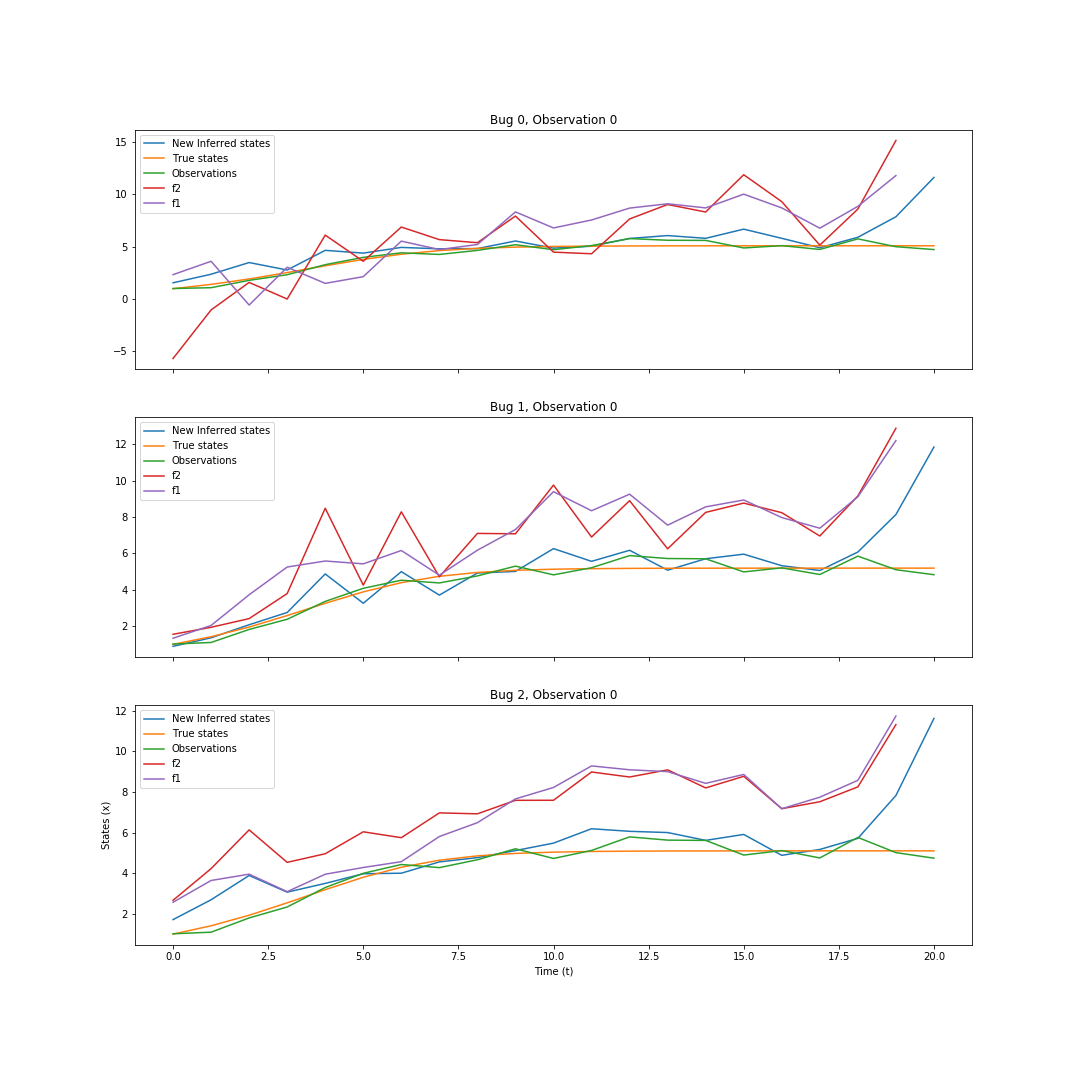 Bug 0, Observation 0
15
10
5
0
−5
New Inferred states
True states
Observations
f2
f1
Bug 1, Observation 0
12
10
8
6
4
2
New Inferred states
True states
Observations
f2
f1
Bug 2, Observation 0
12
10
8
6
4
2
New Inferred states
True states
Observations
f2
f1
States (x)
0.0 2.5 5.0 7.5 10.0 12.5 15.0 17.5 20.0
Time (t)